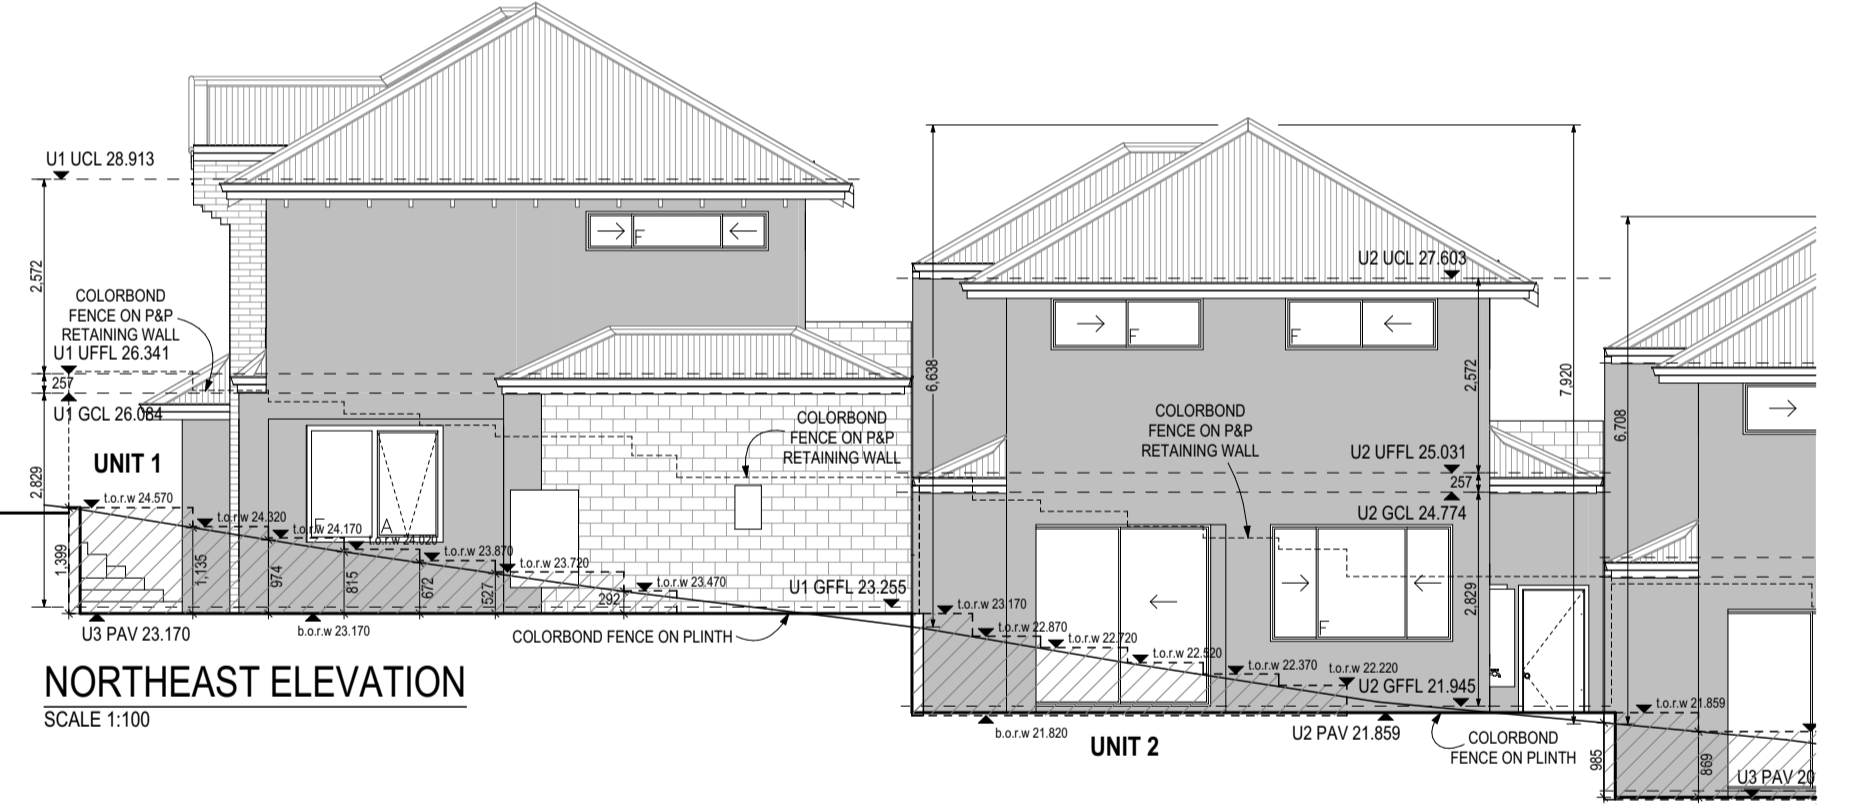 U1 UCL 28.913
2,572
COLORBOND
FENCE ON P&P
RETAINING WALL
U1 UFFL 26.341
257
U1 GCL 26.084
UNIT 1
2,829
t.o.r.w 24.570
t.o.r.w 24.320
t.o.r.w 24.170
t.o.r.w 24.020
t.o.r.w 23.870
t.o.r.w 23.720
t.o.r.w 23.470
F
F
A
1,399
1,135
974
815
672
527
292
U1 GFFL 23.255
COLORBOND
FENCE ON P&P
RETAINING WALL
U3 PAV 23.170
b.o.r.w 23.170
COLORBOND FENCE ON PLINTH
NORTHEAST ELEVATION
SCALE 1:100
6,638
U2 UCL 27.603
F
F
2,572
7,920
COLORBOND
FENCE ON P&P
RETAINING WALL
U2 UFFL 25.031
257
U2 GCL 24.774
2,829
F
t.o.r.w 23.170
t.o.r.w 22.870
t.o.r.w 22.720
t.o.r.w 22.520
t.o.r.w 22.370
t.o.r.w 22.220
U2 GFFL 21.945
b.o.r.w 21.820
U2 PAV 21.859
UNIT 2
COLORBOND
FENCE ON PLINTH
6,708
t.o.r.w 21.859
985
869
U3 PAV 20